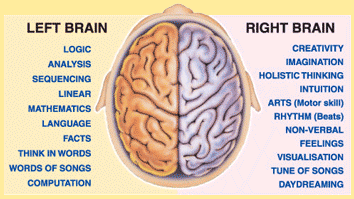 LEFT BRAIN
LOGIC
ANALYSIS
SEQUENCING
LINEAR
MATHEMATICS
LANGUAGE
FACTS
THINK IN WORDS
WORDS OF SONGS
COMPUTATION
RIGHT BRAIN
CREATIVITY
IMAGINATION
HOLISTIC THINKING
INTUITION
ARTS (Motor skill)
RHYTHM (Beats)
NON-VERBAL
FEELINGS
VISUALISATION
TUNE OF SONGS
DAYDREAMING